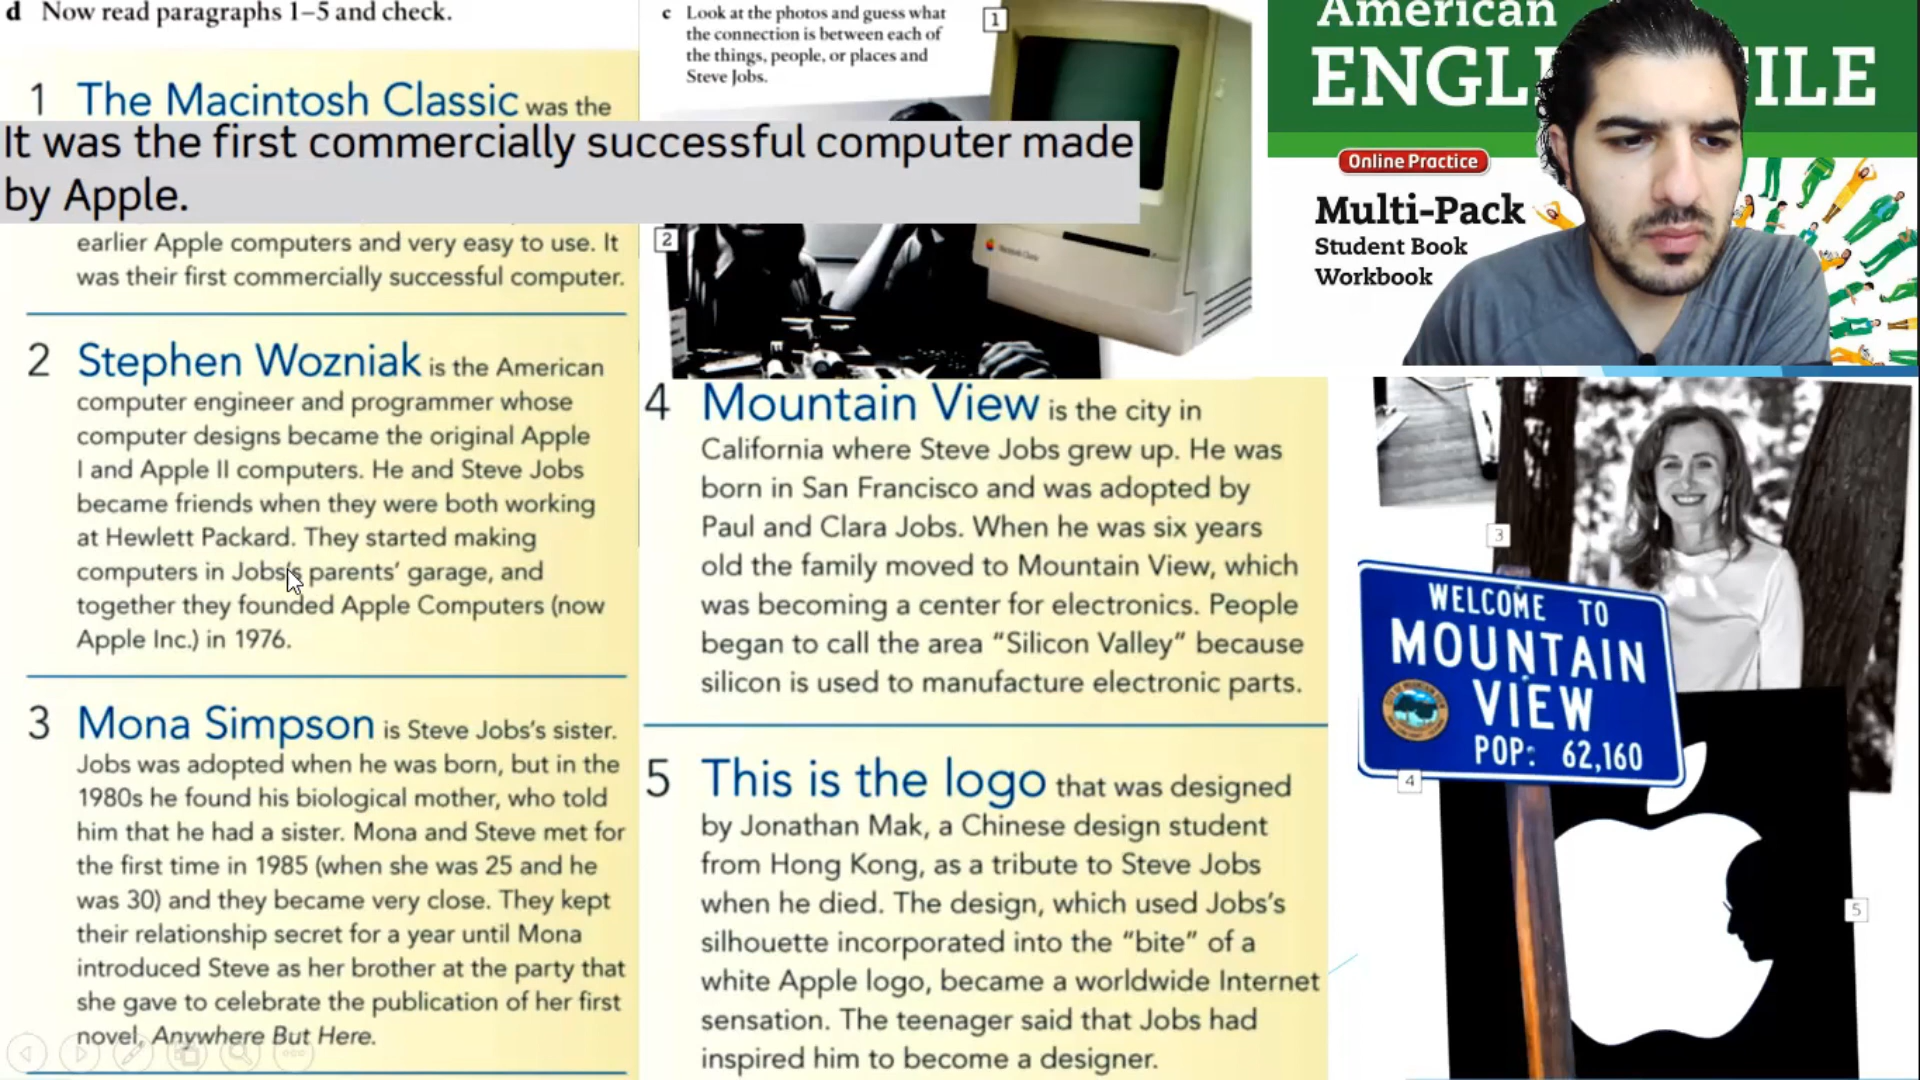 d Now read paragraphs 1–5 and check.
1 The Macintosh Classic was the
It was the first commercially successful computer made
by Apple.
earlier Apple computers and very easy to use. It
was their first commercially successful computer.
2 Stephen Wozniak is the American
computer engineer and programmer whose
computer designs became the original Apple
I and Apple II computers. He and Steve Jobs
became friends when they were both working
at Hewlett Packard. They started making
computers in Jobs's parents' garage, and
together they founded Apple Computers (now
Apple Inc.) in 1976.
3 Mona Simpson is Steve Jobs's sister.
Jobs was adopted when he was born, but in the
1980s he found his biological mother, who told
him that he had a sister. Mona and Steve met for
the first time in 1985 (when she was 25 and he
was 30) and they became very close. They kept
their relationship secret for a year until Mona
introduced Steve as her brother at the party that
she gave to celebrate the publication of her first
novel, Anywhere But Here.
c Look at the photos and guess what
the connection is between each of
the things, people, or places and
Steve Jobs.
1
2
Macintosh Classic
4 Mountain View is the city in
California where Steve Jobs grew up. He was
born in San Francisco and was adopted by
Paul and Clara Jobs. When he was six years
old the family moved to Mountain View, which
was becoming a center for electronics. People
began to call the area “Silicon Valley” because
silicon is used to manufacture electronic parts.
5 This is the logo that was designed
by Jonathan Mak, a Chinese design student
from Hong Kong, as a tribute to Steve Jobs
when he died. The design, which used Jobs's
silhouette incorporated into the “bite” of a
white Apple logo, became a worldwide Internet
sensation. The teenager said that Jobs had
inspired him to become a designer.
American
ENGL ILE
Online Practice
Multi-Pack
Student Book
Workbook
3
WELCOME TO
MOUNTAIN
VIEW
POP: 62,160
4
5